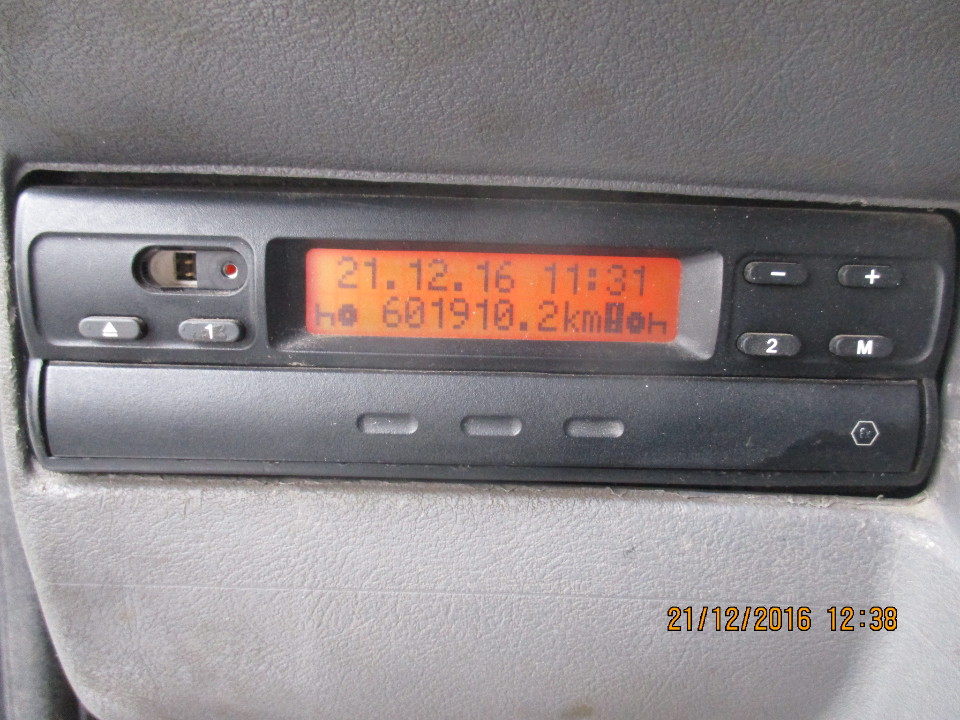 21.12.16 11:31
601910.2km
- +
1 2 M
21/12/2016 12:38